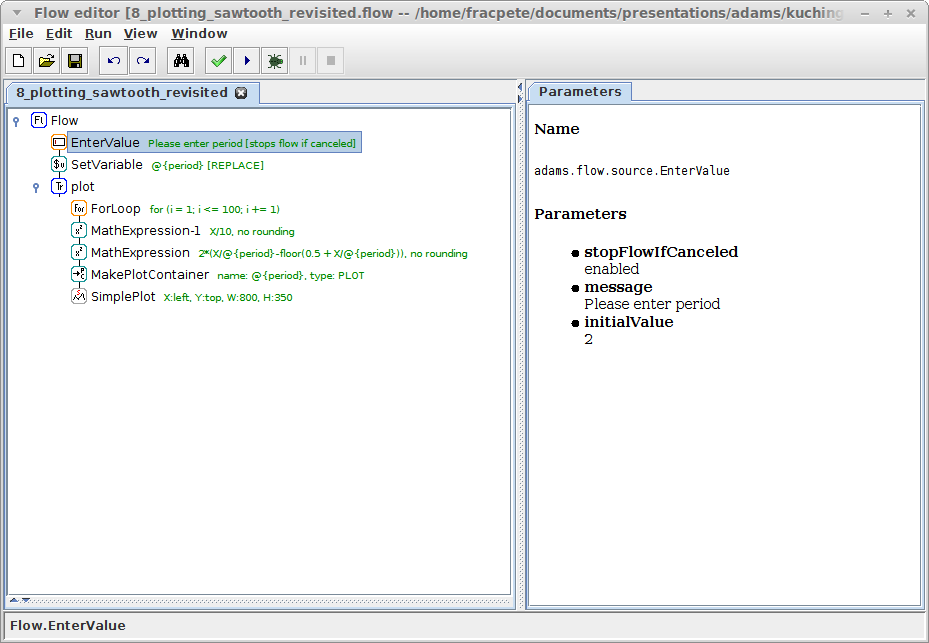 Flow editor [8_plotting_sawtooth_revisited.flow -- /home/fracpete/documents/presentations/adams/kuching
File Edit Run View Window
8_plotting_sawtooth_revisited
Parameters
Flow
EnterValue Please enter period [stops flow if canceled]
SetVariable @{period} [REPLACE]
plot
ForLoop for (i = 1; i <= 100; i += 1)
MathExpression-1 X/10, no rounding
MathExpression 2*(X/@{period}-floor(0.5 + X/@{period})), no rounding
MakePlotContainer name: @{period}, type: PLOT
SimplePlot X:left, Y:top, W:800, H:350
Name
adams.flow.source.EnterValue
Parameters
stopFlowIfCanceled
enabled
message
Please enter period
initialValue
2
Flow.EnterValue